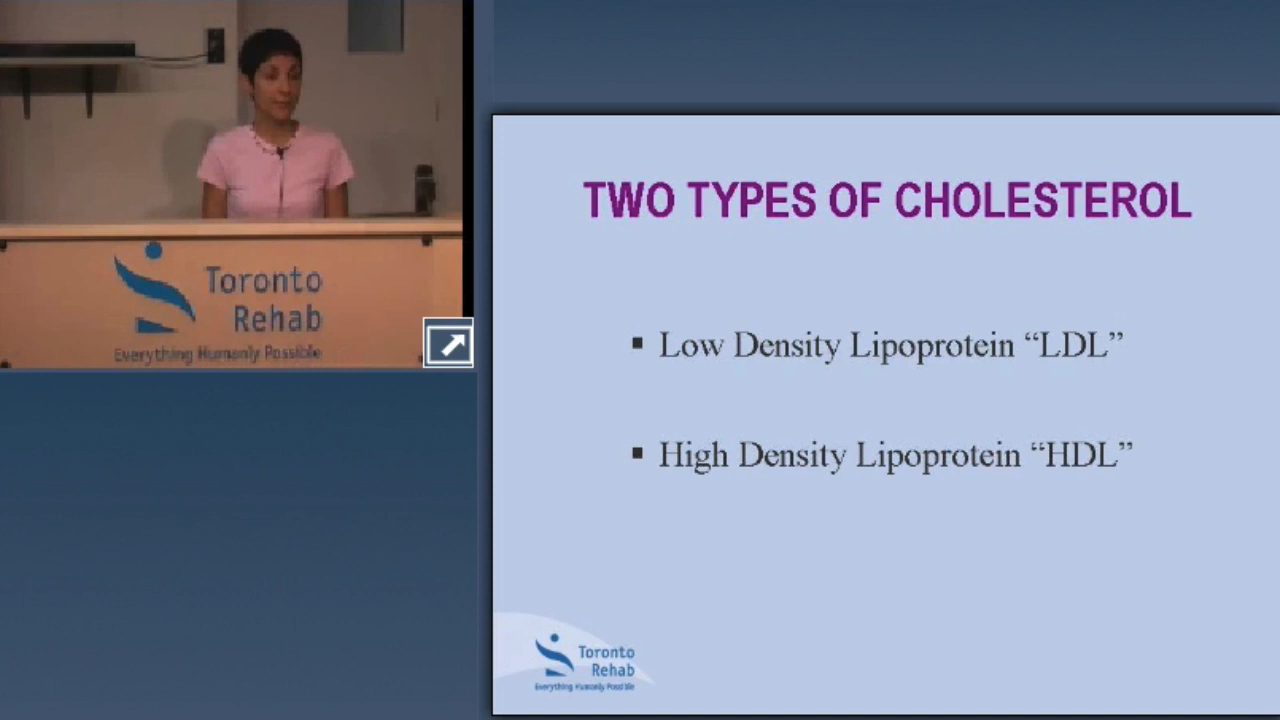 Toronto
Rehab
Everything Humanly Possible
TWO TYPES OF CHOLESTEROL
▪ Low Density Lipoprotein “LDL”
▪ High Density Lipoprotein “HDL”
Toronto
Rehab
Everything Humanly Possible